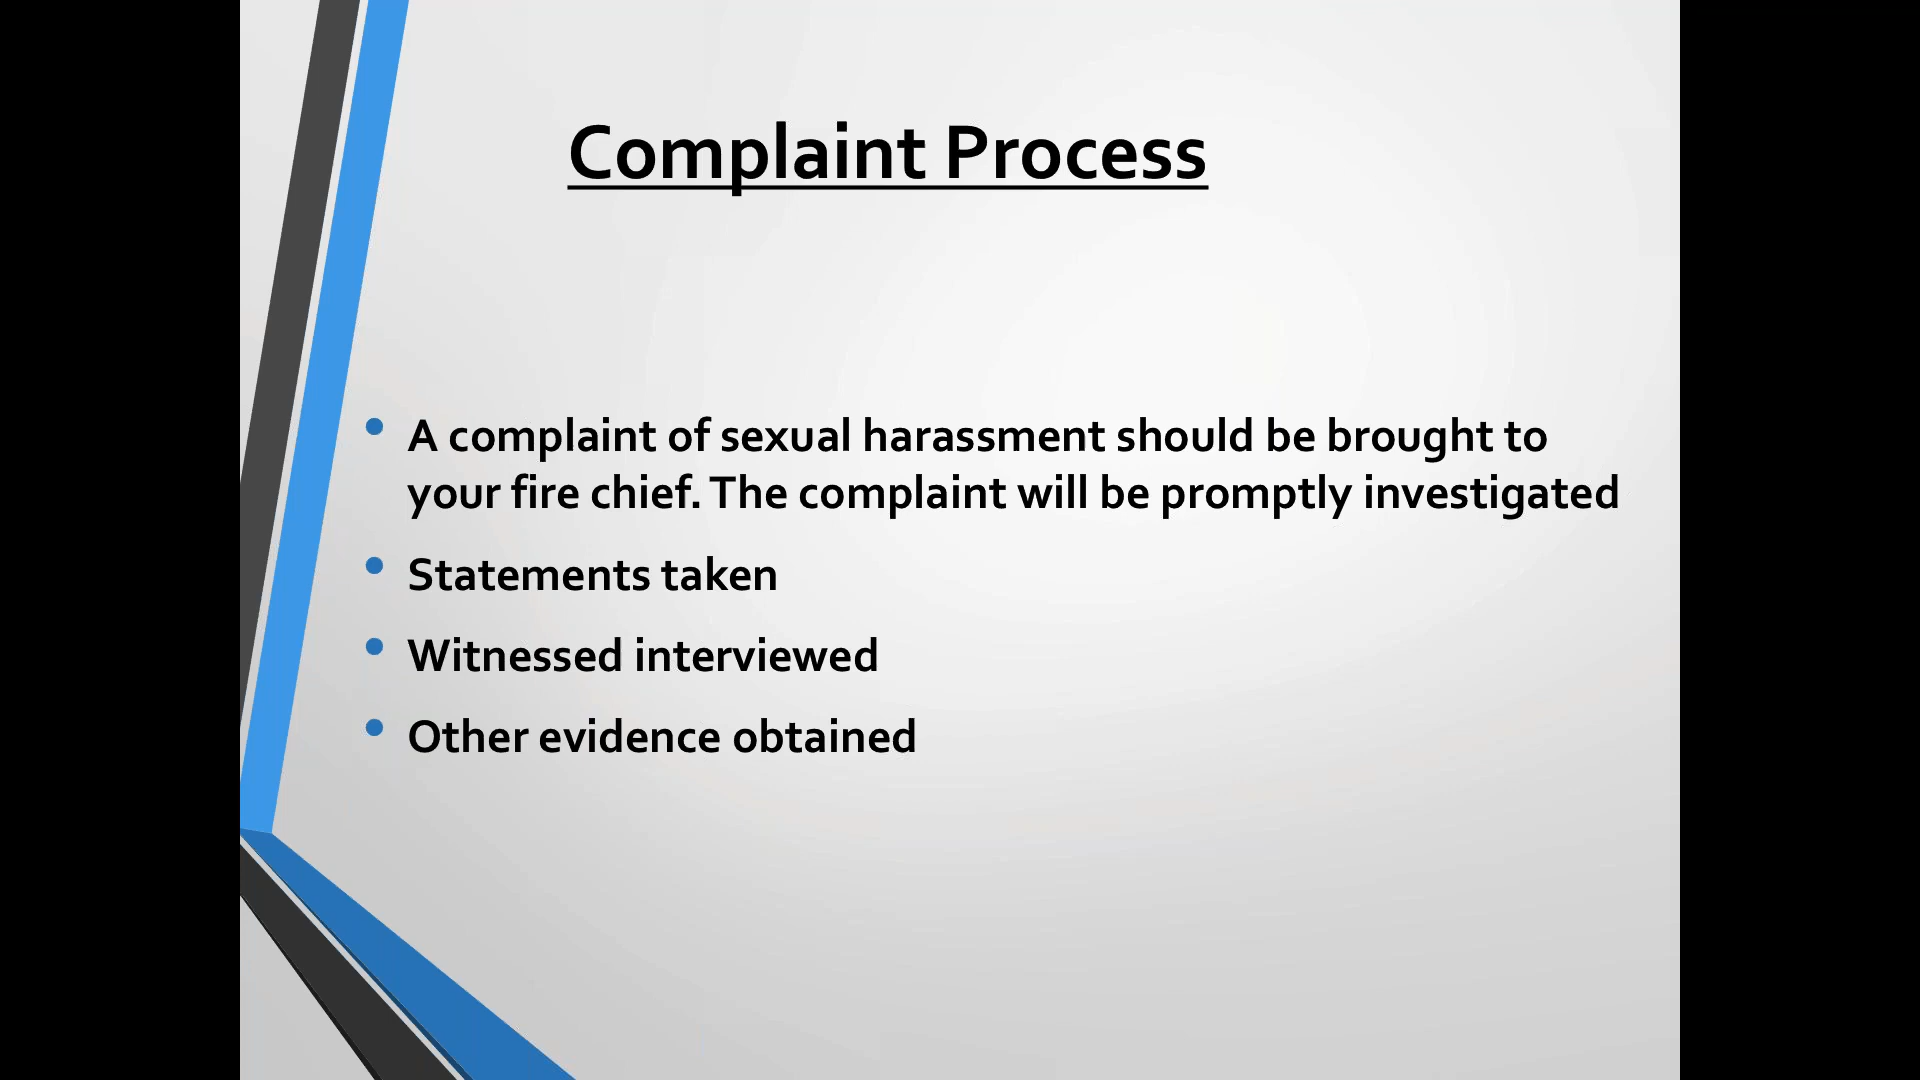 Complaint Process
• A complaint of sexual harassment should be brought to
your fire chief. The complaint will be promptly investigated
• Statements taken
• Witnessed interviewed
• Other evidence obtained